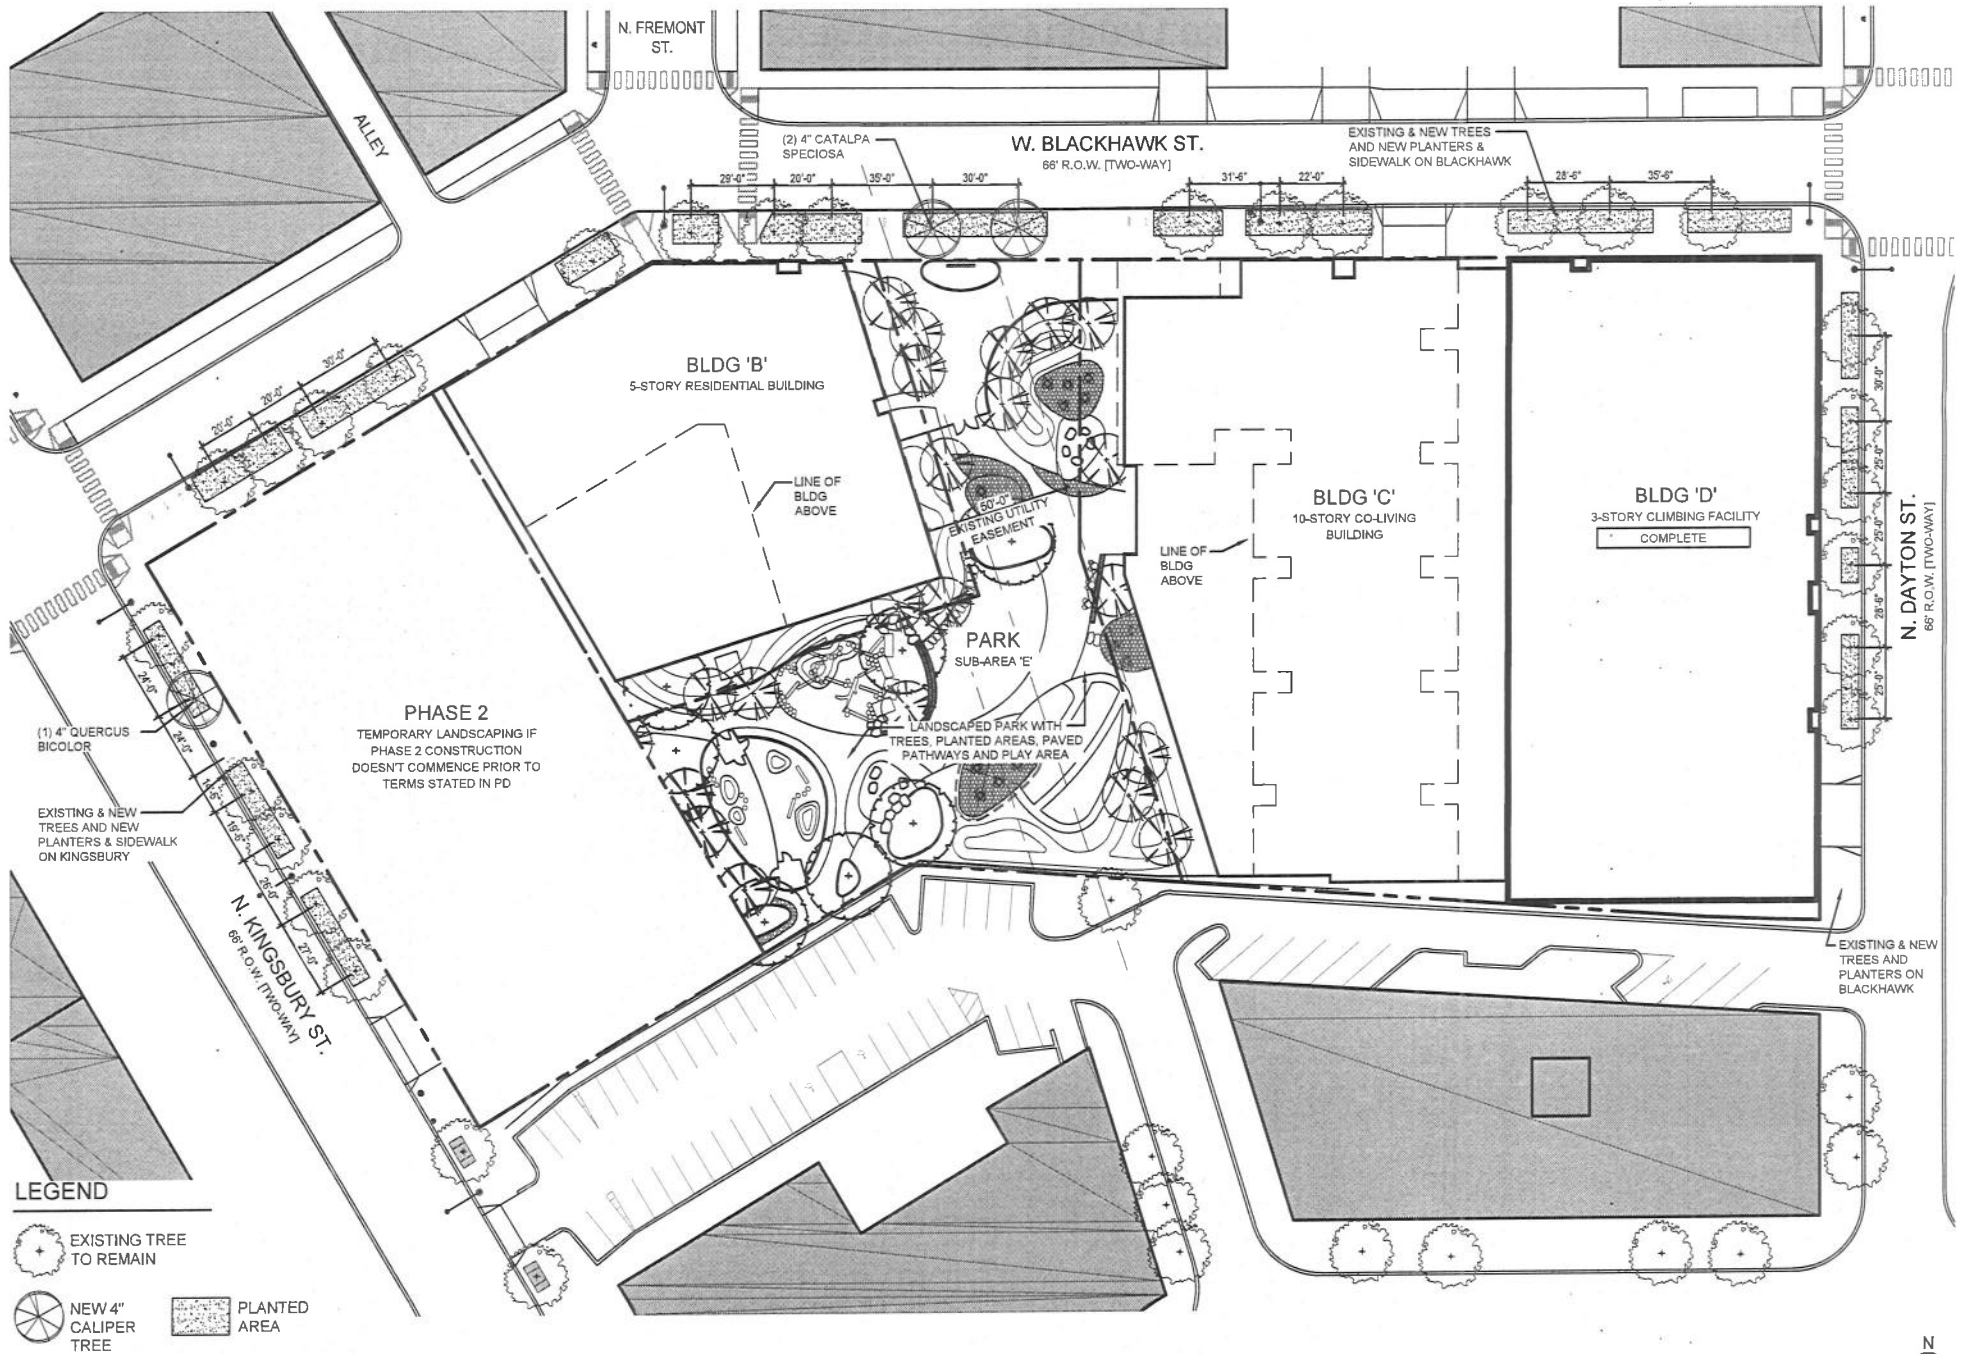 N. FREMONT
ST.
ALLEY
(2) 4" CATALPA
SPECIOSA
W. BLACKHAWK ST.
66' R.O.W. [TWO-WAY]
EXISTING & NEW TREES
AND NEW PLANTERS &
SIDEWALK ON BLACKHAWK
29'-0"
20'-0"
35'-0"
30'-0"
31'-6"
22'-0"
28'-6"
35'-6"
20'-0"
20'-0"
30'-0"
BLDG 'B'
5-STORY RESIDENTIAL BUILDING
LINE OF
BLDG
ABOVE
50'-0"
EXISTING UTILITY
EASEMENT
BLDG 'C'
10-STORY CO-LIVING
BUILDING
LINE OF
BLDG
ABOVE
BLDG 'D'
3-STORY CLIMBING FACILITY
COMPLETE
30'-0"
25'-0"
25'-0"
28'-6"
25'-0"
N. DAYTON ST.
66' R.O.W. [TWO-WAY]
PARK
SUB-AREA 'E'
LANDSCAPED PARK WITH
TREES, PLANTED AREAS, PAVED
PATHWAYS AND PLAY AREA
PHASE 2
TEMPORARY LANDSCAPING IF
PHASE 2 CONSTRUCTION
DOESN'T COMMENCE PRIOR TO
TERMS STATED IN PD
24'-0"
(1) 4" QUERCUS
BICOLOR
24'-0"
14'-6"
19'-6"
26'-0"
27'-0"
EXISTING & NEW
TREES AND NEW
PLANTERS & SIDEWALK
ON KINGSBURY
N. KINGSBURY ST.
66' R.O.W. [TWO-WAY]
EXISTING & NEW
TREES AND
PLANTERS ON
BLACKHAWK
LEGEND
EXISTING TREE
TO REMAIN
NEW 4"
CALIPER
TREE
PLANTED
AREA
N